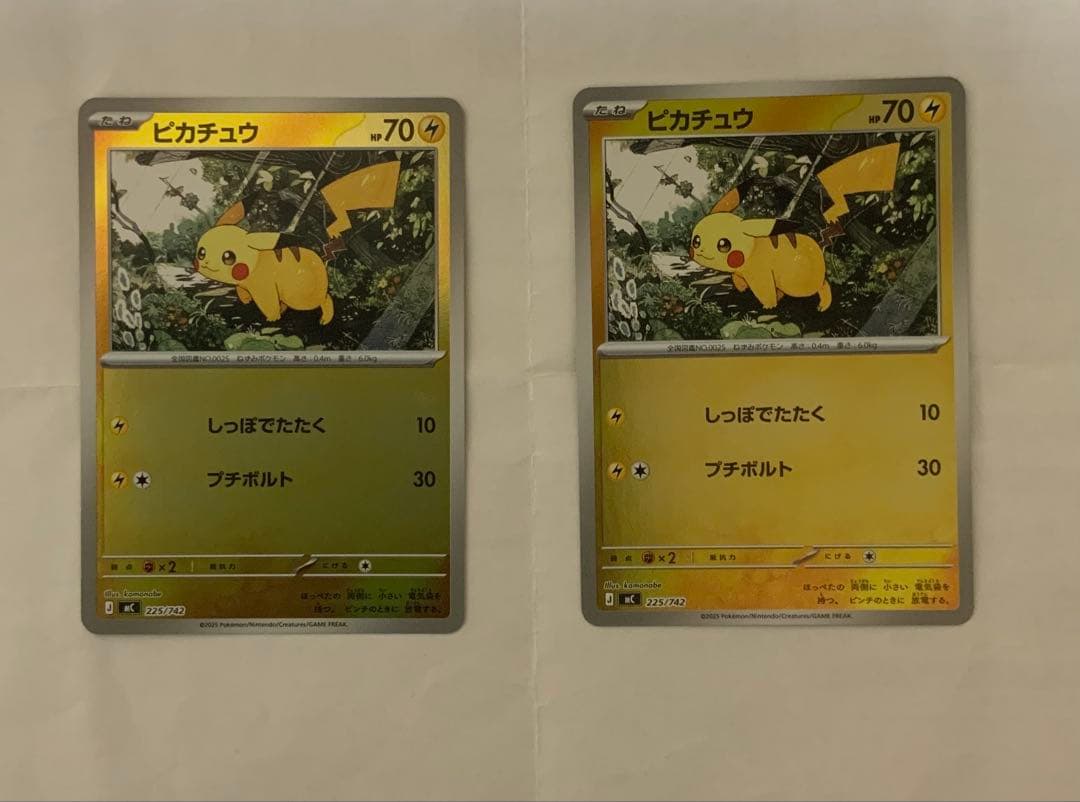 たね
ピカチュウ
HP 70
全国図鑑NO.0025 ねずみポケモン 高さ:0.4m 重さ:6.0kg
しっぽでたたく 10
プチボルト 30
弱点 ×2 抵抗力 にげる
Illus. komonabe
ほっぺたの 両側に 小さい 電気袋を
持つ。 ピンチのときに 放電する。
J MC 225/742
©2025 Pokémon/Nintendo/Creatures/GAME FREAK.
たね
ピカチュウ
HP 70
全国図鑑NO.0025 ねずみポケモン 高さ:0.4m 重さ:6.0kg
しっぽでたたく 10
プチボルト 30
弱点 ×2 抵抗力 にげる
Illus. komonabe
ほっぺたの 両側に 小さい 電気袋を
持つ。 ピンチのときに 放電する。
J MC 225/742
©2025 Pokémon/Nintendo/Creatures/GAME FREAK.